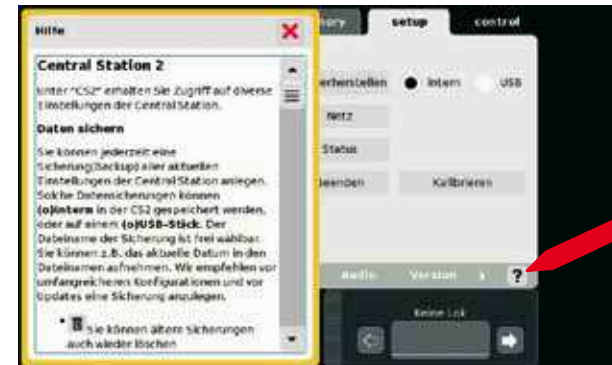 Hilfe
Central Station 2
Unter "CS2" erhalten Sie Zugriff auf diverse
Einstellungen der Central Station.
Daten sichern
Sie können jederzeit eine
Sicherung(Backup) aller aktuellen
Einstellungen der Central Station anlegen.
Solche Datensicherungen können
(o)Intern in der CS2 gespeichert werden,
oder auf einem (o)USB-Stick. Der
Dateiname der Sicherung ist frei wählbar.
Sie können z.B. das aktuelle Datum in den
Dateinamen aufnehmen. Wir empfehlen vor
umfangreicheren Konfigurationen und vor
Updates eine Sicherung anzulegen.
• Sie können ältere Sicherungen
auch wieder löschen
setup control
Intern USB
Netz
Status
Kalibrieren
Audio Version ?
Keine Lok